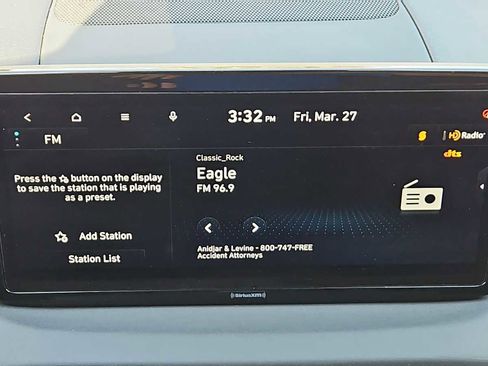 3:32 PM Fri, Mar. 27
FM
HD Radio
dts
Classic_Rock
Eagle
FM 96.9
Press the button on the display
to save the station that is playing
as a preset.
Add Station
Station List
Anidjar & Levine - 800-747-FREE
Accident Attorneys
SiriusXM